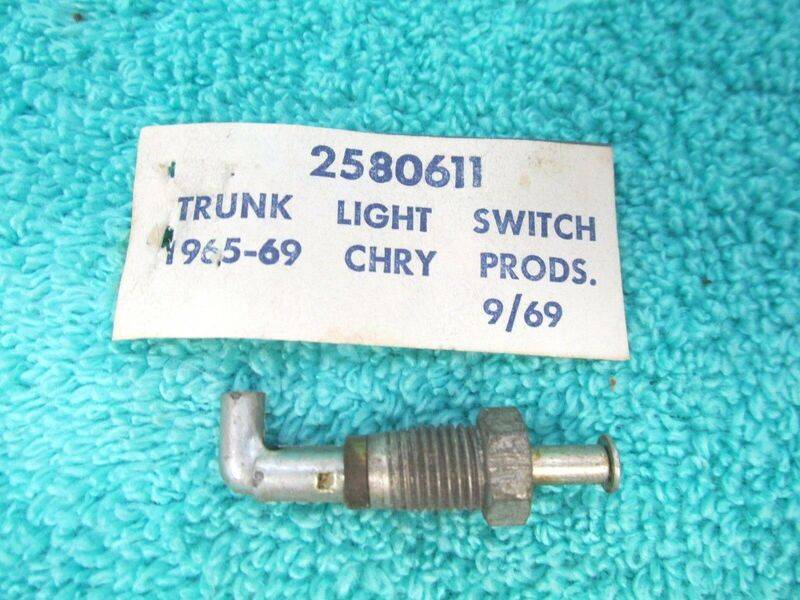 2580611
TRUNK LIGHT SWITCH
1965-69 CHRY PRODS.
9/69